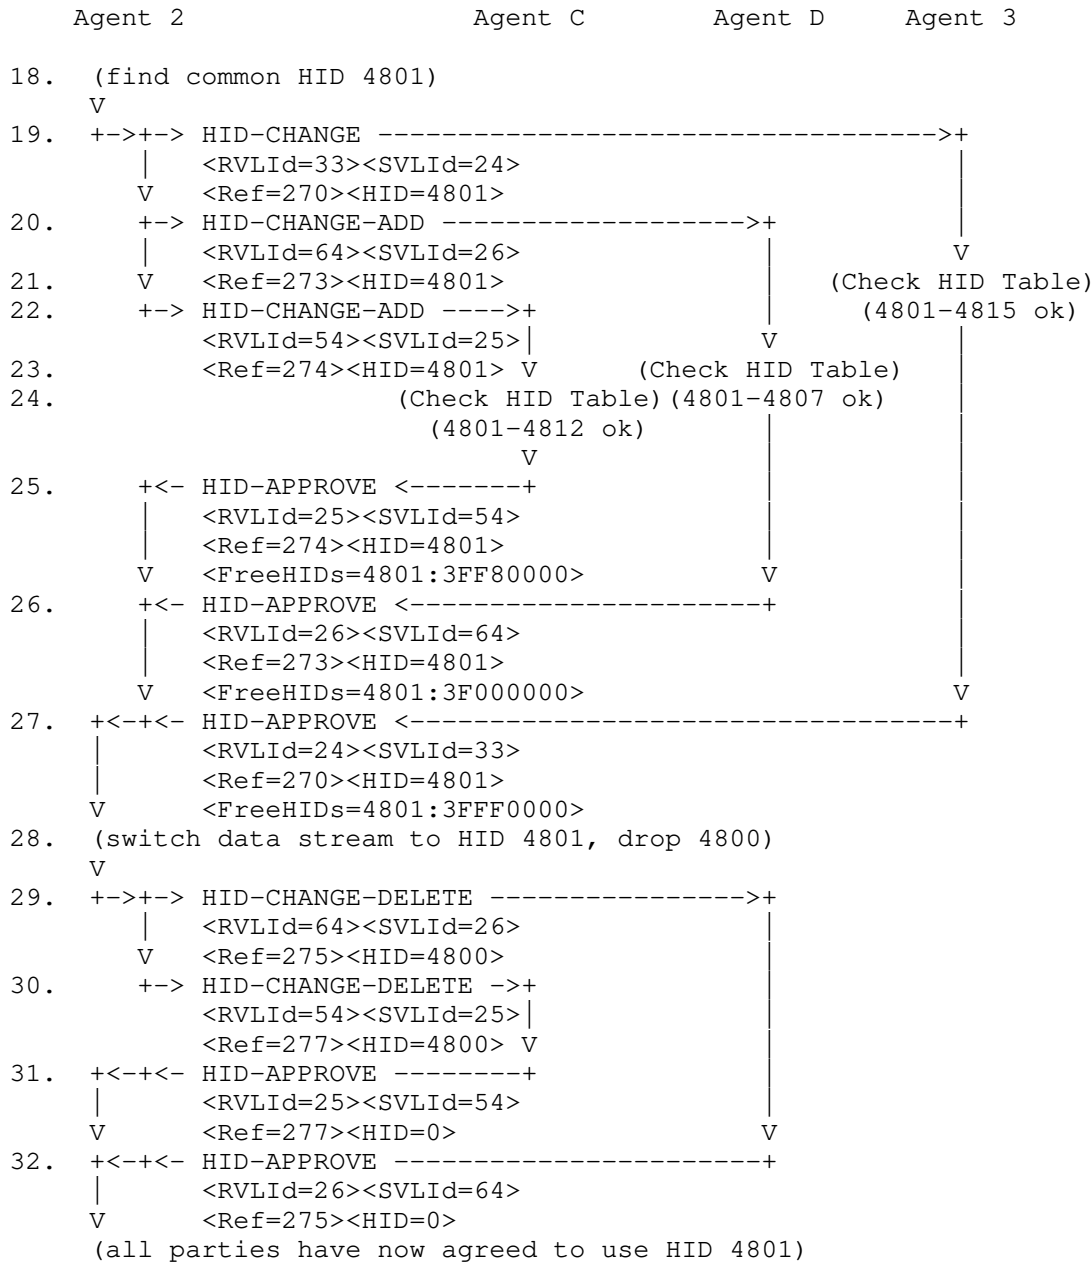 Agent 2                  Agent C        Agent D     Agent 3
18.  (find common HID 4801)
     V
19.  +->+-> HID-CHANGE ----------------------------------->+
        |   <RVLId=33><SVLId=24>                           |
        V   <Ref=270><HID=4801>                            |
20.     +-> HID-CHANGE-ADD ------------------->+           |
        |   <RVLId=64><SVLId=26>               |           V
21.     V   <Ref=273><HID=4801>                |   (Check HID Table)
22.     +-> HID-CHANGE-ADD ---->+              |     (4801-4815 ok)
            <RVLId=54><SVLId=25>|              V           |
23.         <Ref=274><HID=4801> V      (Check HID Table)   |
24.                     (Check HID Table)(4801-4807 ok)    |
                          (4801-4812 ok)       |           |
                                V              |           |
25.     +<- HID-APPROVE <-------+              |           |
        |   <RVLId=25><SVLId=54>               |           |
        |   <Ref=274><HID=4801>                |           |
        V   <FreeHIDs=4801:3FF80000>           V           |
26.     +<- HID-APPROVE <----------------------+           |
        |   <RVLId=26><SVLId=64>                           |
        |   <Ref=273><HID=4801>                            |
        V   <FreeHIDs=4801:3F000000>                       V
27.  +<-+<- HID-APPROVE <----------------------------------+
     |      <RVLId=24><SVLId=33>
     |      <Ref=270><HID=4801>
     V      <FreeHIDs=4801:3FFF0000>
28.  (switch data stream to HID 4801, drop 4800)
     V
29.  +->+-> HID-CHANGE-DELETE ---------------->+
        |   <RVLId=64><SVLId=26>               |
        V   <Ref=275><HID=4800>                |
30.     +-> HID-CHANGE-DELETE ->+              |
            <RVLId=54><SVLId=25>|              |
            <Ref=277><HID=4800> V              |
31.  +<-+<- HID-APPROVE --------+              |
     |      <RVLId=25><SVLId=54>               |
     V      <Ref=277><HID=0>                   V
32.  +<-+<- HID-APPROVE -----------------------+
     |      <RVLId=26><SVLId=64>
     V      <Ref=275><HID=0>
     (all parties have now agreed to use HID 4801)